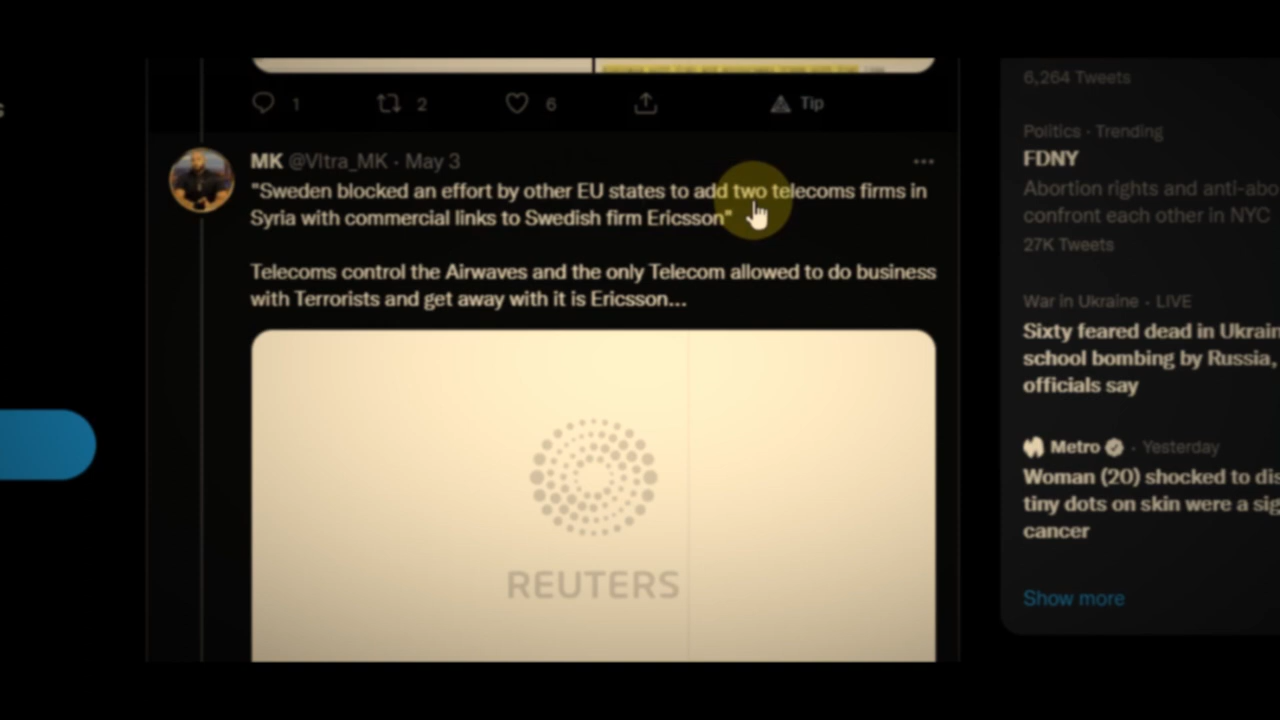 1 2 6 Tip
MK @Vltra_MK · May 3
"Sweden blocked an effort by other EU states to add two telecoms firms in
Syria with commercial links to Swedish firm Ericsson"
Telecoms control the Airwaves and the only Telecom allowed to do business
with Terrorists and get away with it is Ericsson...
REUTERS
6,264 Tweets
Politics · Trending
FDNY
Abortion rights and anti-abo
confront each other in NYC
27K Tweets
War in Ukraine · LIVE
Sixty feared dead in Ukrain
school bombing by Russia,
officials say
Metro · Yesterday
Woman (20) shocked to dis
tiny dots on skin were a sig
cancer
Show more